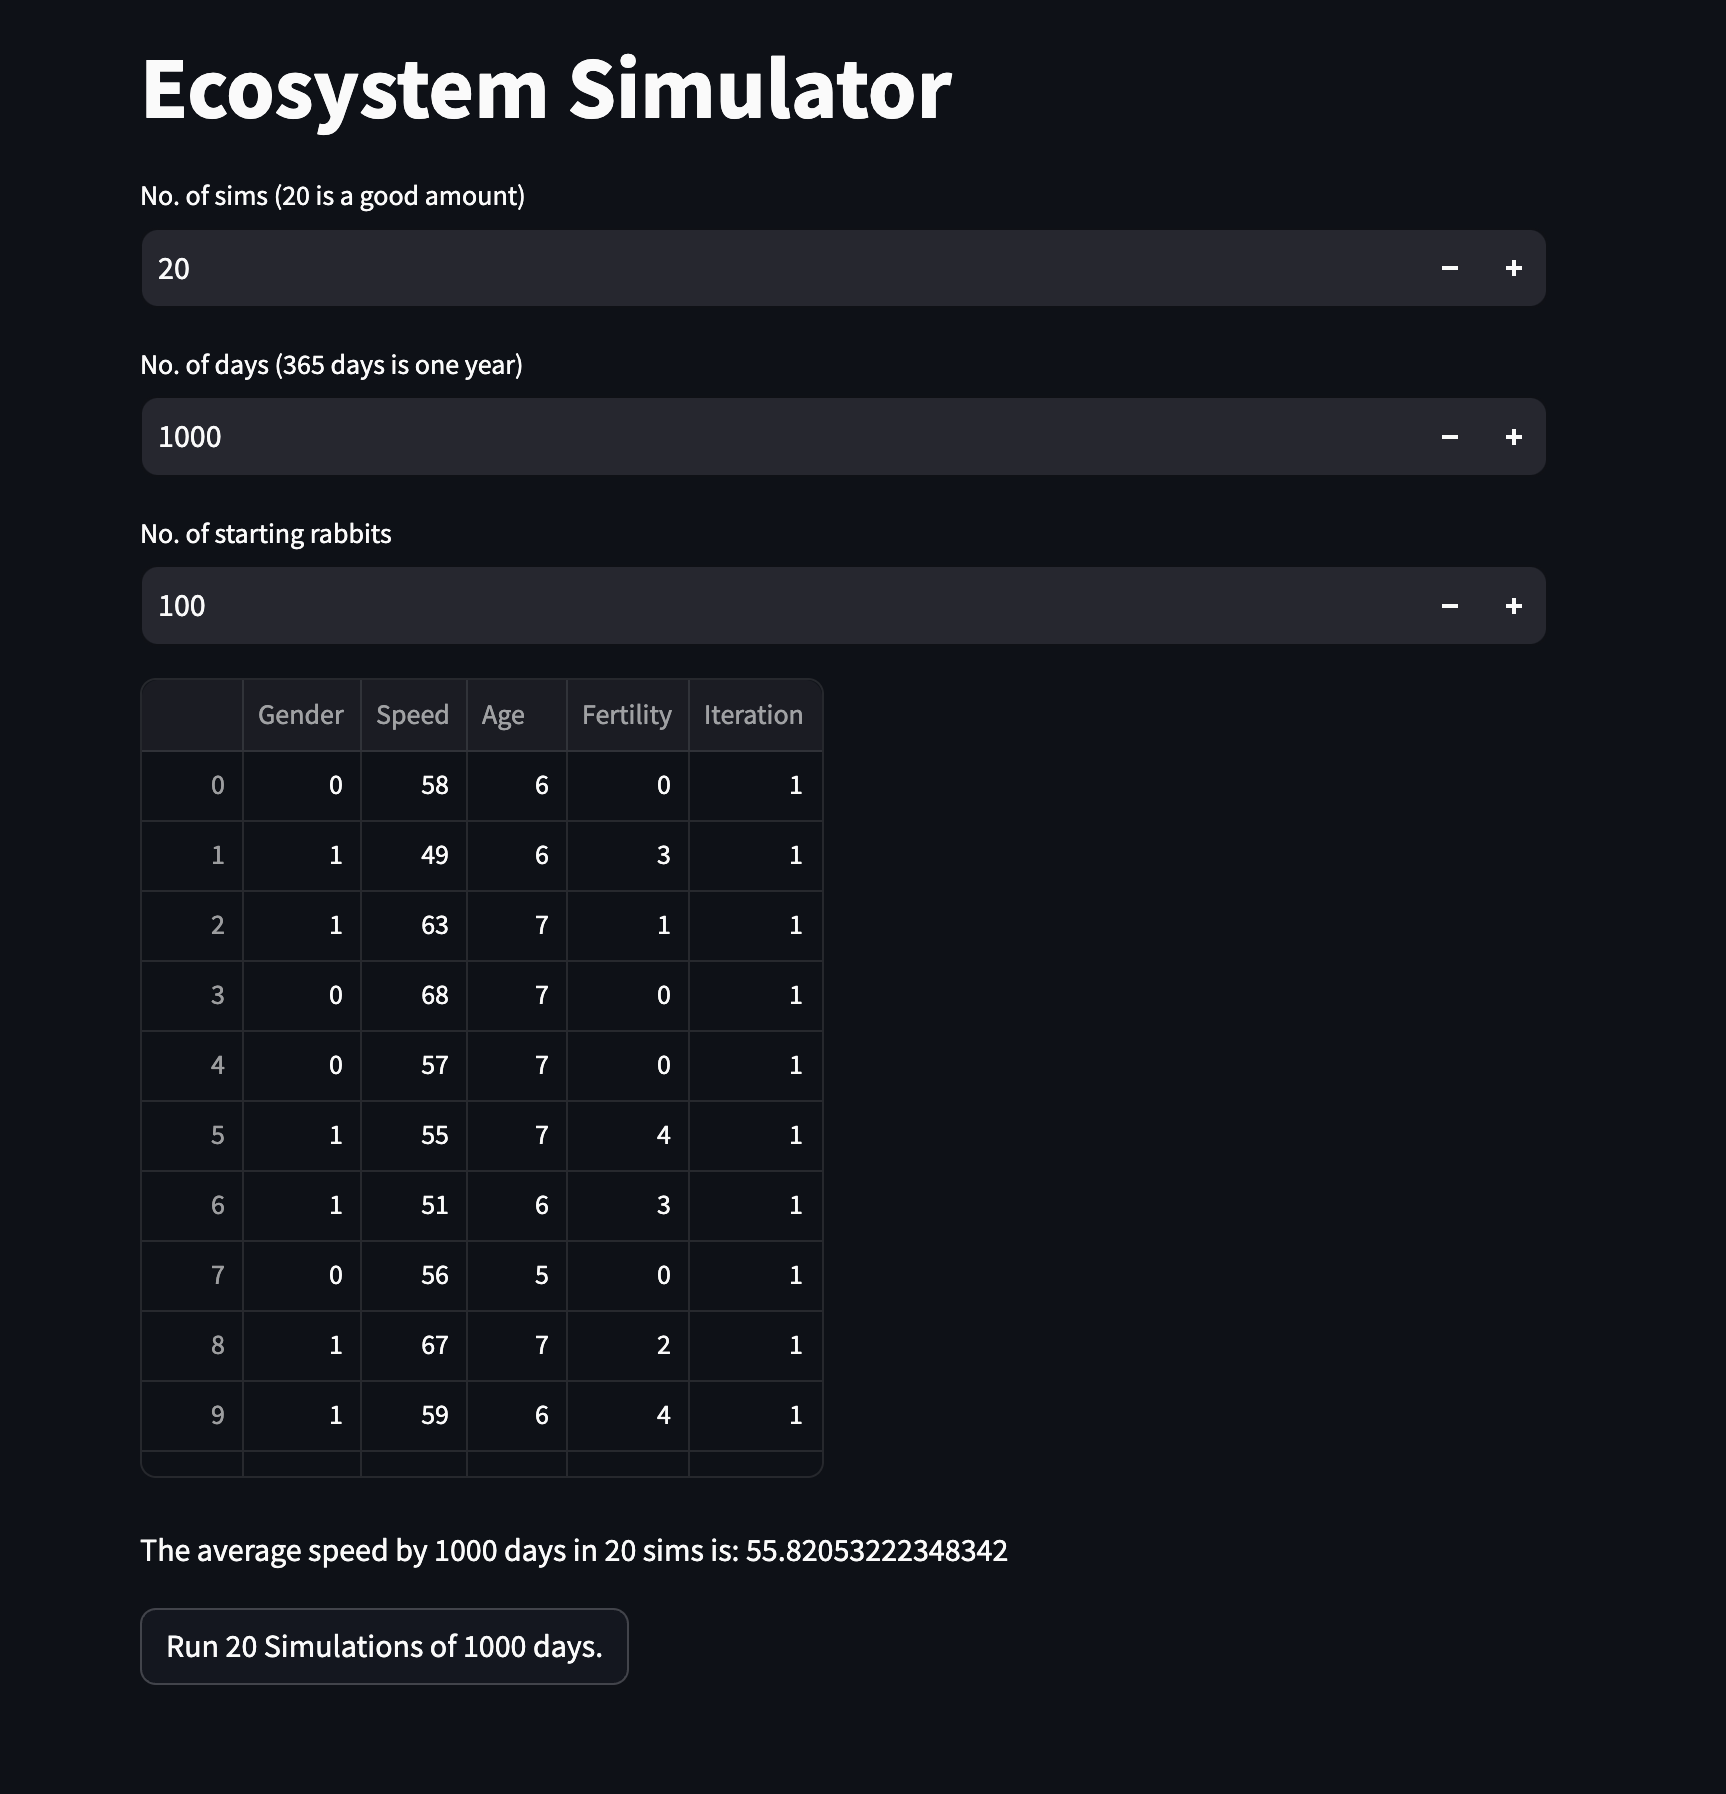 Ecosystem Simulator
No. of sims (20 is a good amount)
20 − +
No. of days (365 days is one year)
1000 − +
No. of starting rabbits
100 − +
Gender Speed Age Fertility Iteration
0 0 58 6 0 1
1 1 49 6 3 1
2 1 63 7 1 1
3 0 68 7 0 1
4 0 57 7 0 1
5 1 55 7 4 1
6 1 51 6 3 1
7 0 56 5 0 1
8 1 67 7 2 1
9 1 59 6 4 1
The average speed by 1000 days in 20 sims is: 55.82053222348342
Run 20 Simulations of 1000 days.